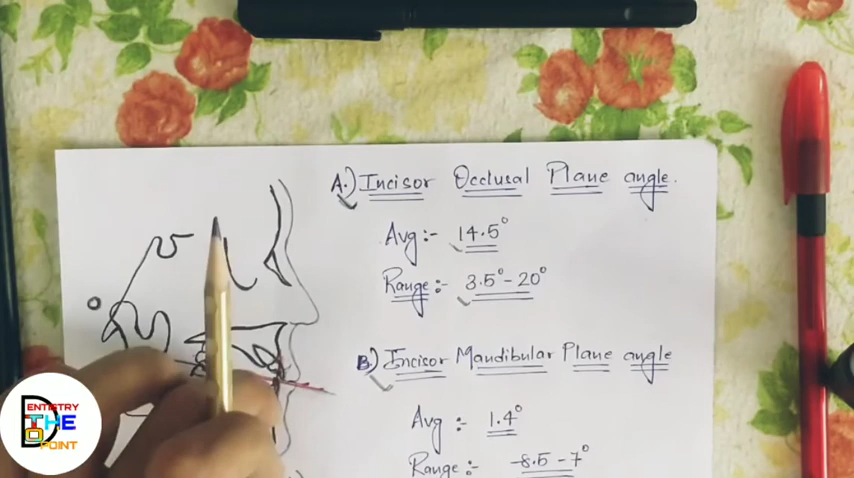 A.) Incisor Occlusal Plane angle.
Avg :- 14.5°
Range :- 3.5° - 20°
B) Incisor Mandibular Plane angle
Avg :- 1.4°
Range :- -8.5 - 7°
DENTISTRY
THE
POINT